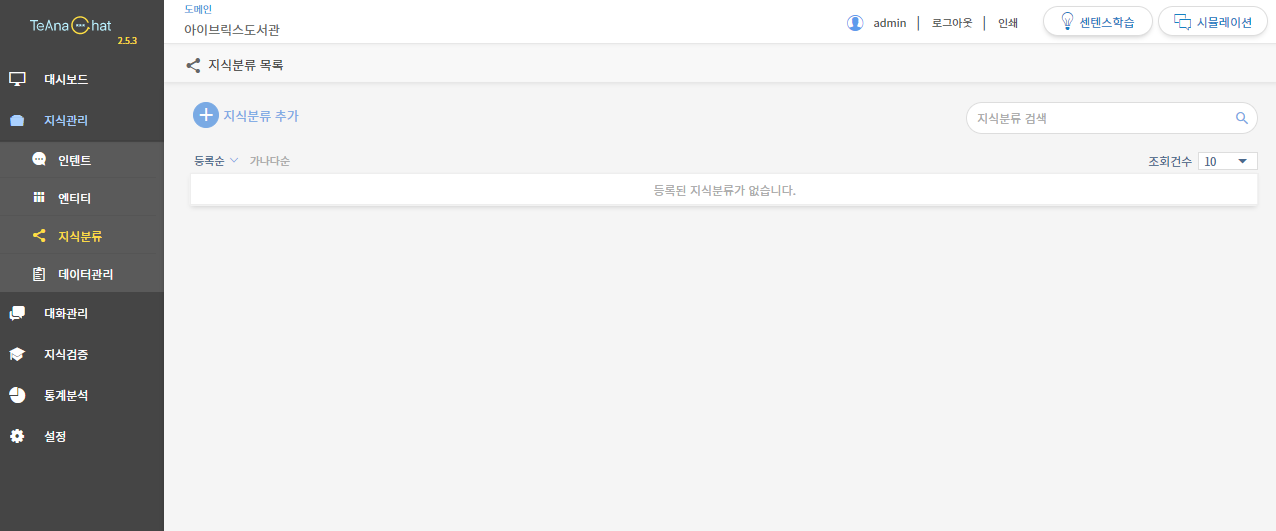 TeAna Chat
2.5.3
대시보드
지식관리
인텐트
엔티티
지식분류
데이터관리
대화관리
지식검증
통계분석
설정
도메인
아이브릭스도서관
admin | 로그아웃 | 인쇄
센텐스학습
시뮬레이션
지식분류 목록
지식분류 추가
지식분류 검색
등록순 가나다순
조회건수 10
등록된 지식분류가 없습니다.